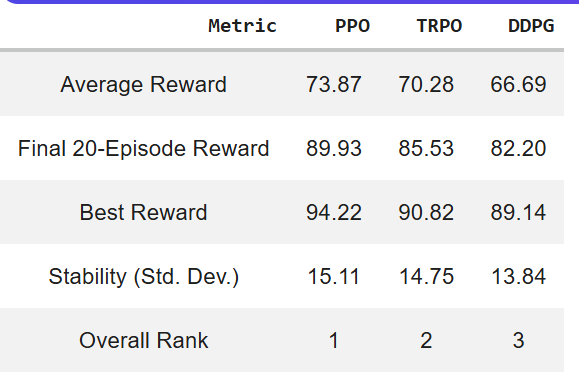 Metric PPO TRPO DDPG
Average Reward 73.87 70.28 66.69
Final 20-Episode Reward 89.93 85.53 82.20
Best Reward 94.22 90.82 89.14
Stability (Std. Dev.) 15.11 14.75 13.84
Overall Rank 1 2 3